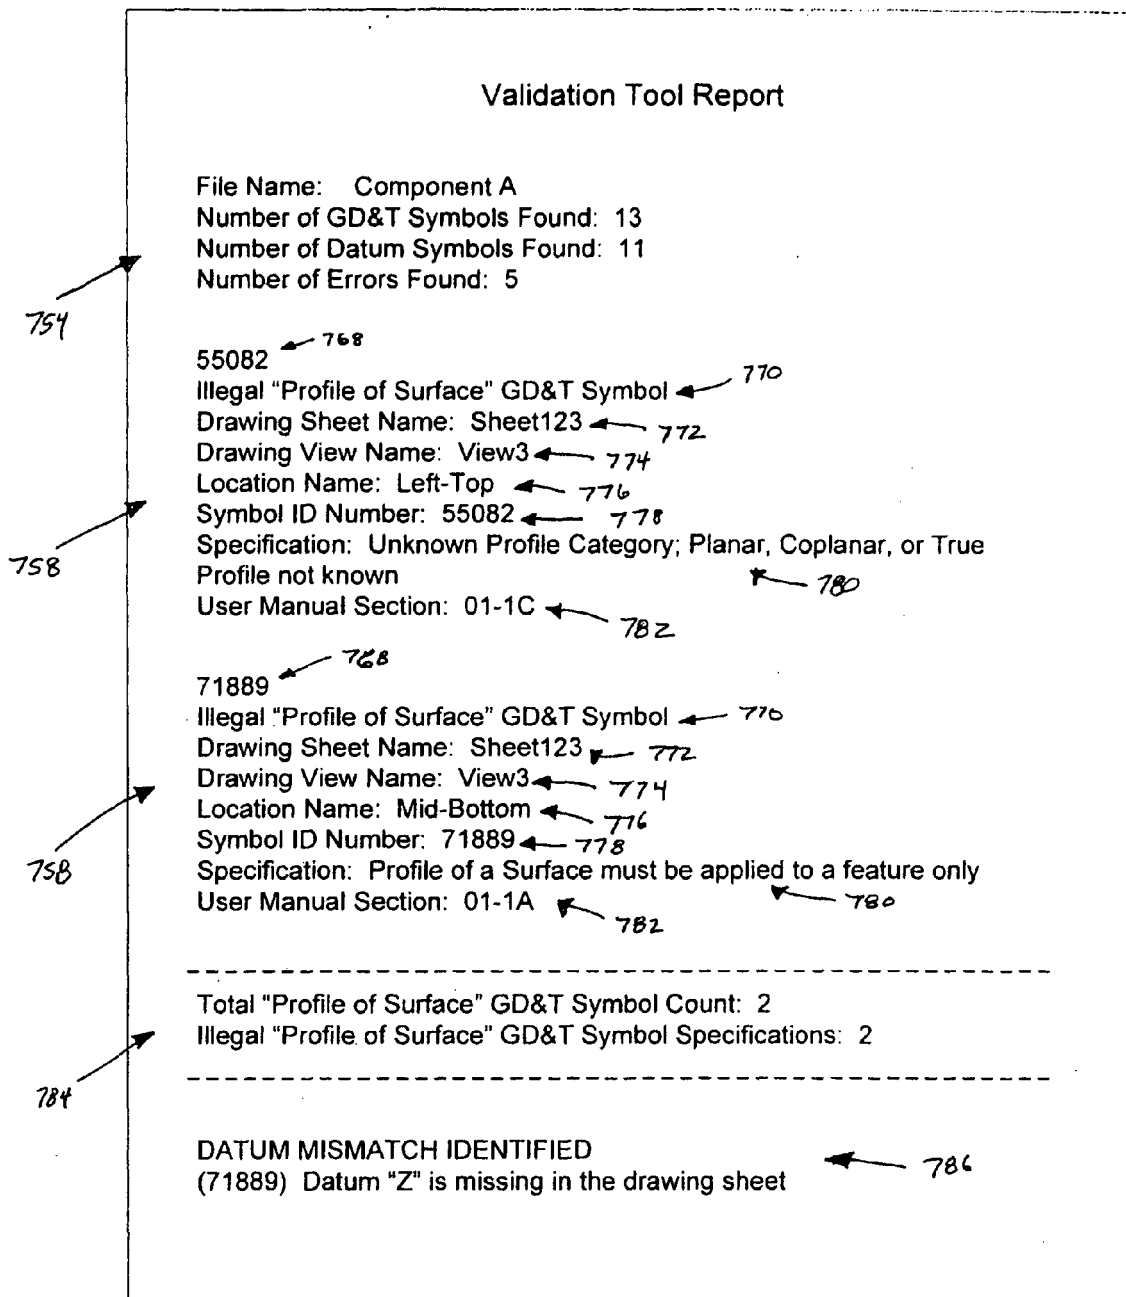 Validation Tool Report
File Name: Component A
Number of GD&T Symbols Found: 13
Number of Datum Symbols Found: 11
Number of Errors Found: 5
754
55082 768
Illegal "Profile of Surface" GD&T Symbol 770
Drawing Sheet Name: Sheet123 772
Drawing View Name: View3 774
Location Name: Left-Top 776
Symbol ID Number: 55082 778
758
Specification: Unknown Profile Category; Planar, Coplanar, or True
Profile not known 780
User Manual Section: 01-1C 782
71889 768
Illegal "Profile of Surface" GD&T Symbol 770
Drawing Sheet Name: Sheet123 772
Drawing View Name: View3 774
Location Name: Mid-Bottom 776
Symbol ID Number: 71889 778
758
Specification: Profile of a Surface must be applied to a feature only
User Manual Section: 01-1A 780
782
Total "Profile of Surface" GD&T Symbol Count: 2
Illegal "Profile of Surface" GD&T Symbol Specifications: 2
784
DATUM MISMATCH IDENTIFIED 786
(71889) Datum "Z" is missing in the drawing sheet